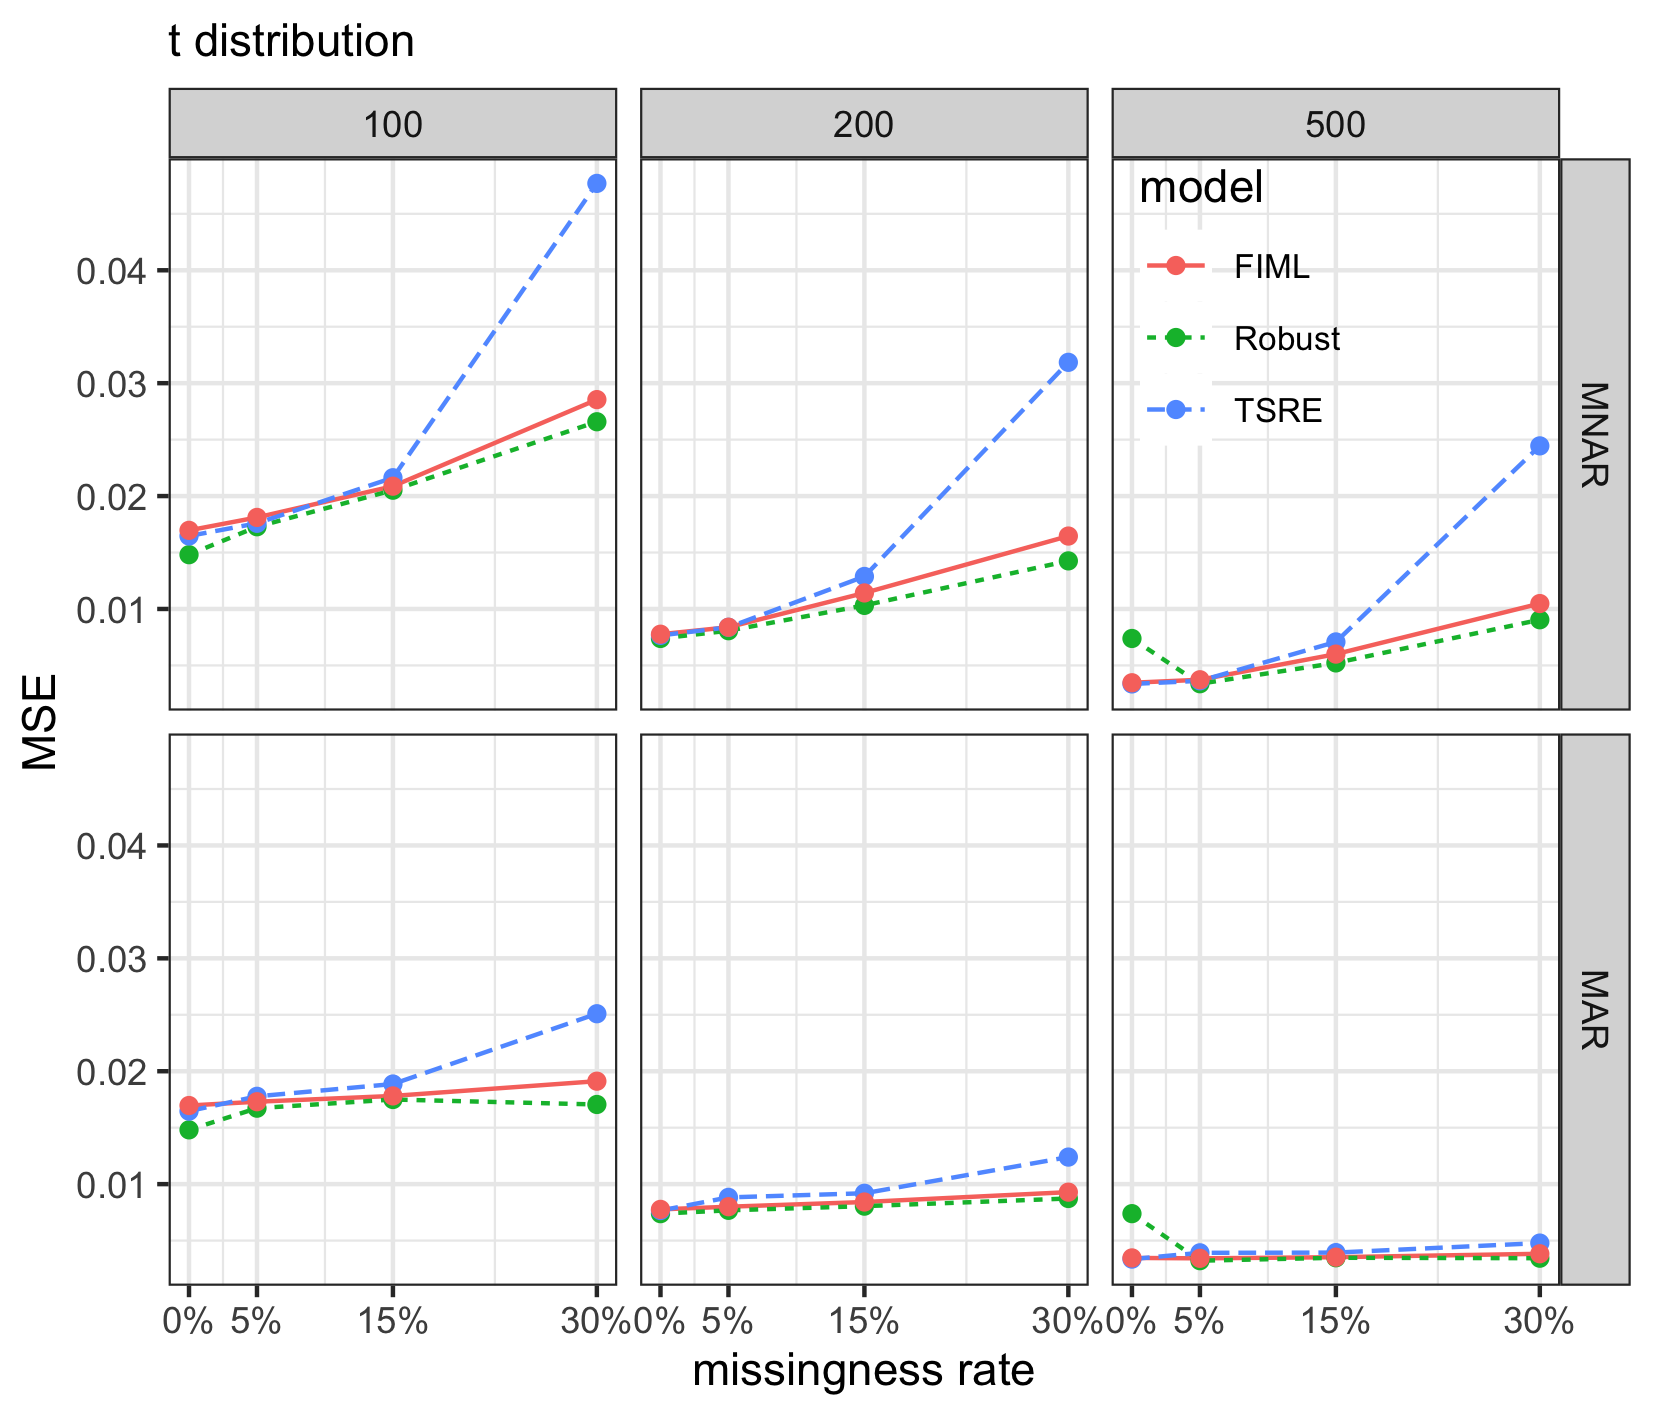 t distribution
100
200
500
model
FIML
Robust
TSRE
MNAR
0.04
0.03
0.02
0.01
MSE
MAR
0.04
0.03
0.02
0.01
0% 5% 15% 30% 0% 5% 15% 30% 0% 5% 15% 30%
missingness rate